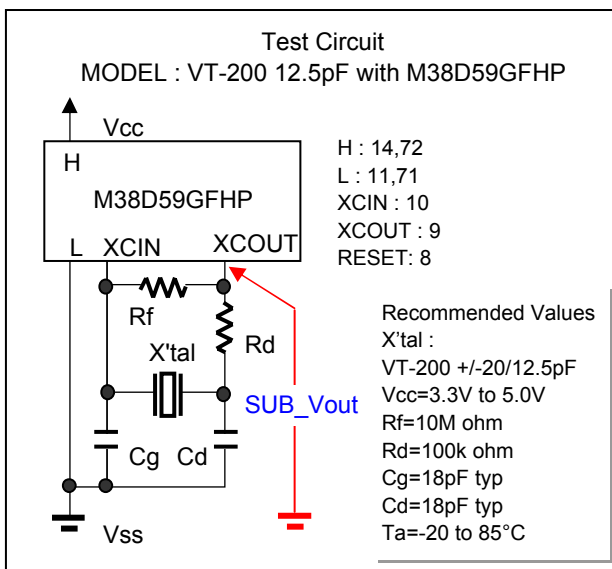 Test Circuit
MODEL : VT-200 12.5pF with M38D59GFHP
Vcc
H
M38D59GFHP
L XCIN XCOUT
Rf
Rd
X'tal
SUB_Vout
Cg Cd
Vss
H : 14,72
L : 11,71
XCIN : 10
XCOUT : 9
RESET: 8
Recommended Values
X’tal :
VT-200 +/-20/12.5pF
Vcc=3.3V to 5.0V
Rf=10M ohm
Rd=100k ohm
Cg=18pF typ
Cd=18pF typ
Ta=-20 to 85°C